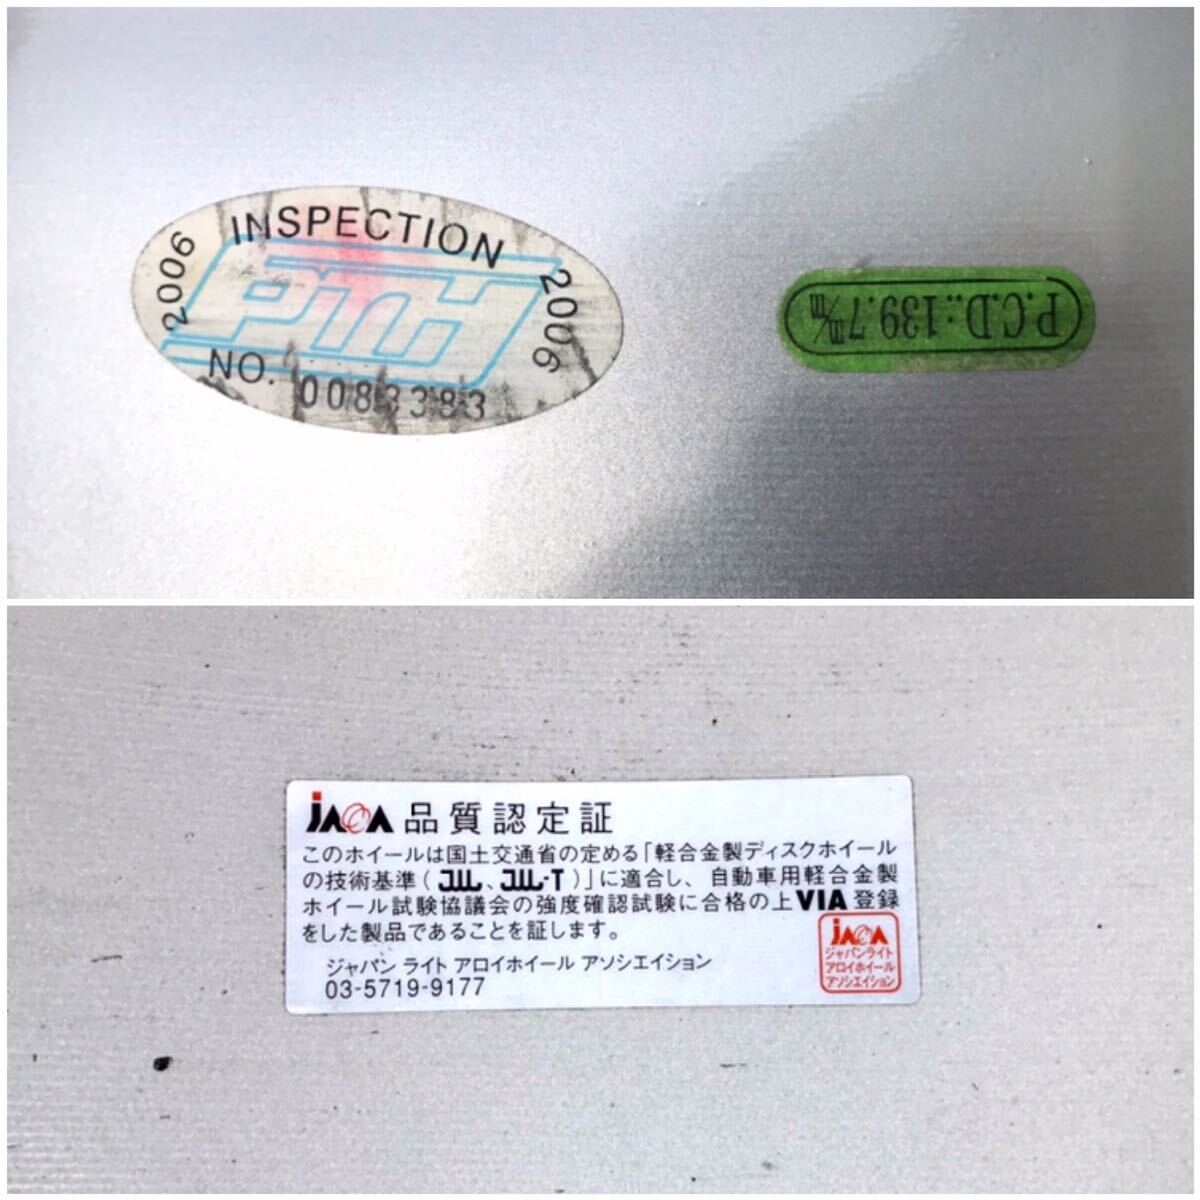 INSPECTION
2006
2006
PTH
NO. 0083383
P.C.D.:139.7 m/m
JAWA 品質認定証
このホイールは国土交通省の定める「軽合金製ディスクホイール
の技術基準(JWL、JWL-T)」に適合し、自動車用軽合金製
ホイール試験協議会の強度確認試験に合格の上VIA登録
をした製品であることを証します。
ジャパン ライト アロイホイール アソシエイション
03-5719-9177
JAWA
ジャパンライト
アロイホイール
アソシエイション